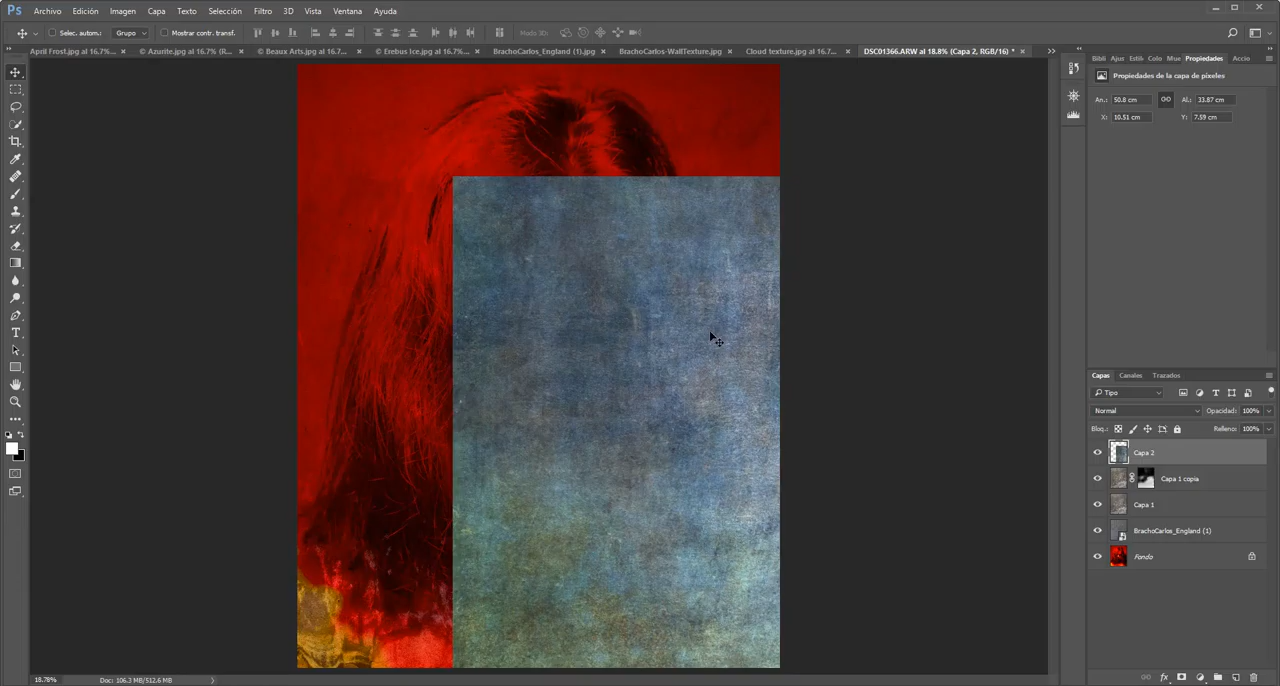 Ps Archivo Edición Imagen Capa Texto Selección Filtro 3D Vista Ventana Ayuda
Selec. autom.: Grupo Mostrar contr. transf. Modo 3D:
April Frost.jpg al 16.7%... × © Azurite.jpg al 16.7% (R... × © Beaux Arts.jpg al 16.7%... × © Erebus Ice.jpg al 16.7%... × BrachoCarlos_England (1).jpg × BrachoCarlos-WallTexture.jpg × Cloud texture.jpg al 16.7%... × DSC01366.ARW al 18.8% (Capa 2, RGB/16) * ×
Bibli Ajus Estil Colo Mue Propiedades Accio
Propiedades de la capa de píxeles
An.: 50.8 cm Al.: 33.87 cm
X: 10.51 cm Y: 7.59 cm
Capas Canales Trazados
Tipo
Normal Opacidad: 100%
Bloq.: Relleno: 100%
Capa 2
Capa 1 copia
Capa 1
BrachoCarlos_England (1)
Fondo
fx
18.78% Doc: 106.3 MB/512.6 MB